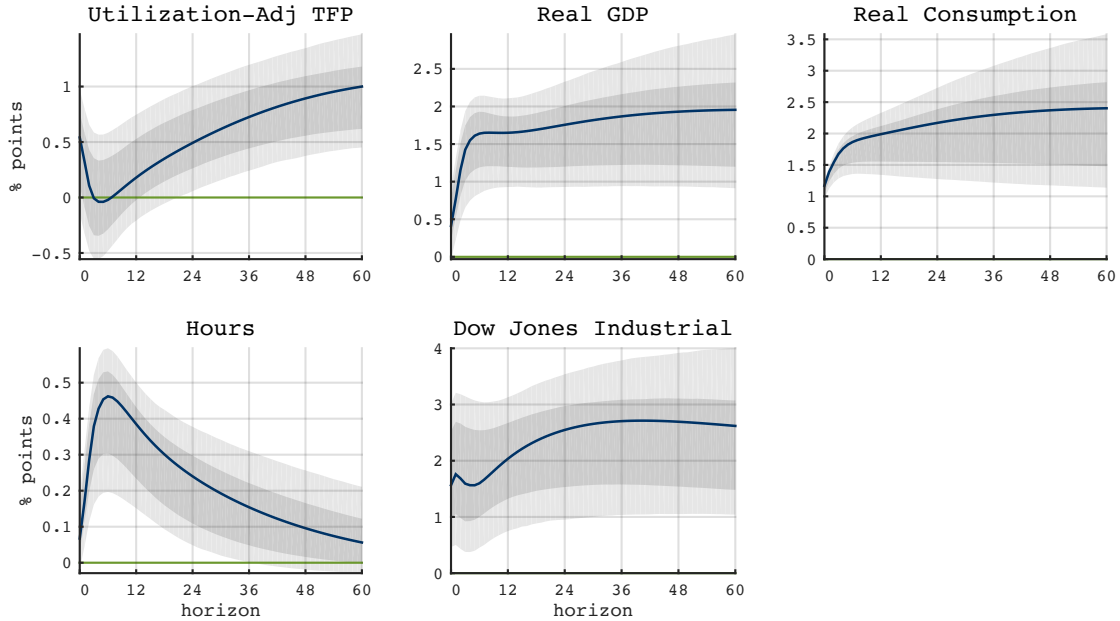 Utilization-Adj TFP
% points
1
0.5
0
-0.5
0 12 24 36 48 60
Real GDP
2.5
2
1.5
1
0.5
0
0 12 24 36 48 60
Real Consumption
3.5
3
2.5
2
1.5
1
0.5
0
0 12 24 36 48 60
Hours
% points
0.5
0.4
0.3
0.2
0.1
0
0 12 24 36 48 60
horizon
Dow Jones Industrial
4
3
2
1
0
0 12 24 36 48 60
horizon